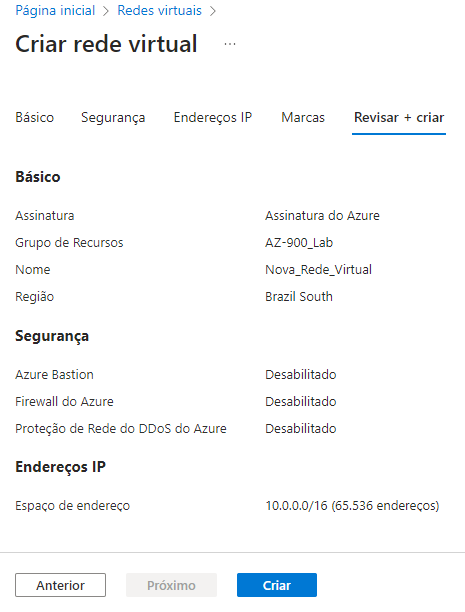 Página inicial > Redes virtuais >
Criar rede virtual ...
Básico Segurança Endereços IP Marcas Revisar + criar
Básico
Assinatura Assinatura do Azure
Grupo de Recursos AZ-900_Lab
Nome Nova_Rede_Virtual
Região Brazil South
Segurança
Azure Bastion Desabilitado
Firewall do Azure Desabilitado
Proteção de Rede do DDoS do Azure Desabilitado
Endereços IP
Espaço de endereço 10.0.0.0/16 (65.536 endereços)
Anterior Próximo Criar